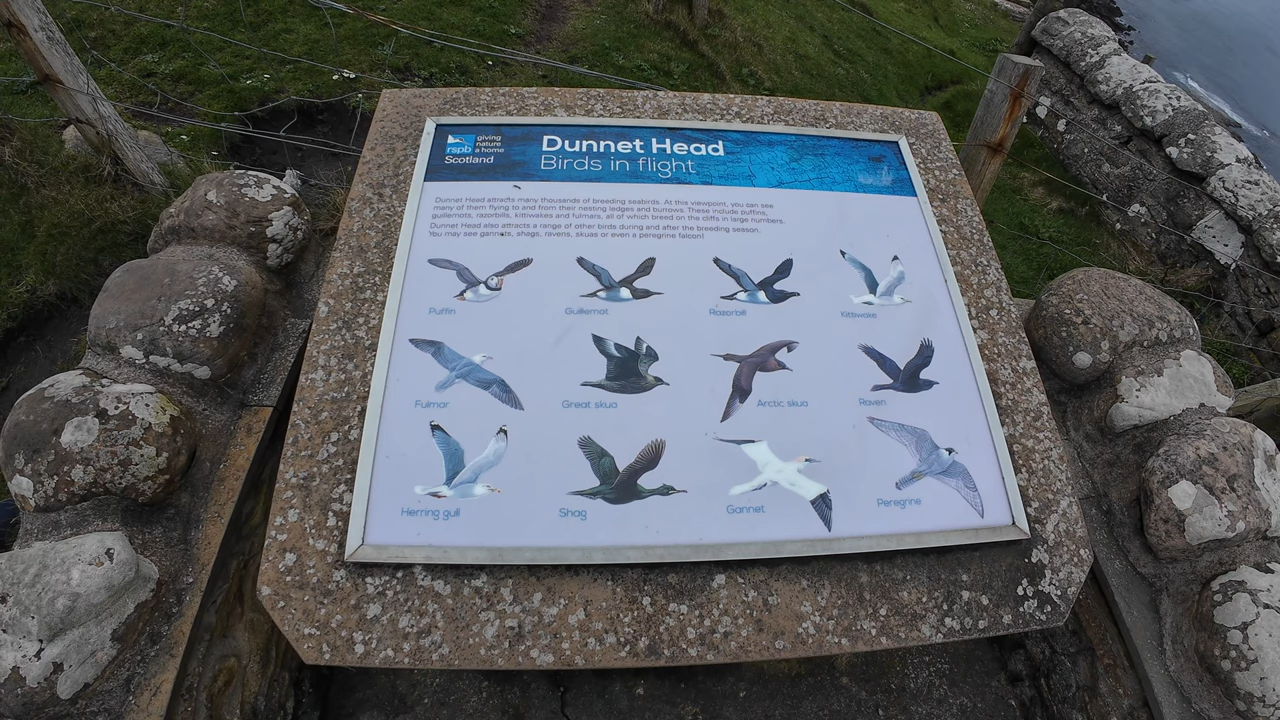 rspb
Scotland
giving
nature
a home
Dunnet Head
Birds in flight
Dunnet Head attracts many thousands of breeding seabirds. At this viewpoint, you can see
many of them flying to and from their nesting ledges and burrows. These include puffins,
guillemots, razorbills, kittiwakes and fulmars, all of which breed on the cliffs in large numbers.
Dunnet Head also attracts a range of other birds during and after the breeding season.
You may see gannets, shags, ravens, skuas or even a peregrine falcon!
Puffin
Guillemot
Razorbill
Kittiwake
Fulmar
Great skua
Arctic skua
Raven
Herring gull
Shag
Gannet
Peregrine